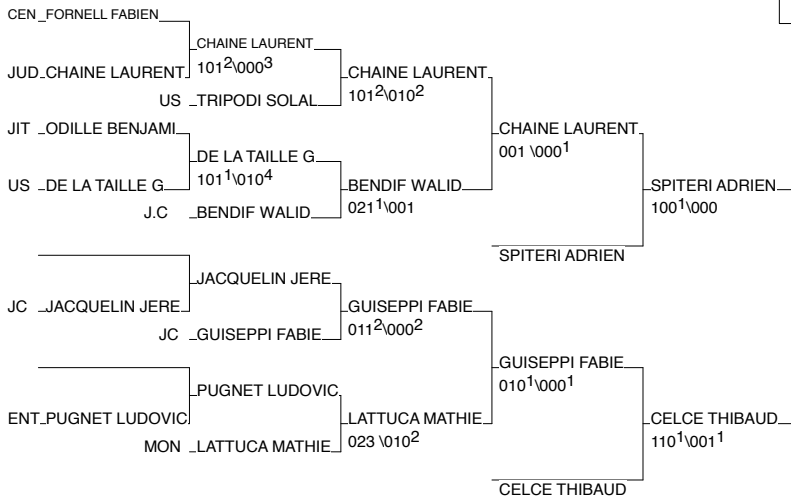 CEN FORNELL FABIEN
CHAINE LAURENT
101²\000³
JUD CHAINE LAURENT
CHAINE LAURENT
101²\010²
US TRIPODI SOLAL
JIT ODILLE BENJAMI
CHAINE LAURENT
001 \000¹
DE LA TAILLE G
101¹\010⁴
US DE LA TAILLE G
BENDIF WALID
021¹\001
SPITERI ADRIEN
100¹\000
J.C BENDIF WALID
SPITERI ADRIEN
JACQUELIN JERE
JC JACQUELIN JERE
GUISEPPI FABIE
011²\000²
JC GUISEPPI FABIE
GUISEPPI FABIE
010¹\000¹
PUGNET LUDOVIC
ENT PUGNET LUDOVIC
LATTUCA MATHIE
023 \010²
CELCE THIBAUD
110¹\001¹
MON LATTUCA MATHIE
CELCE THIBAUD